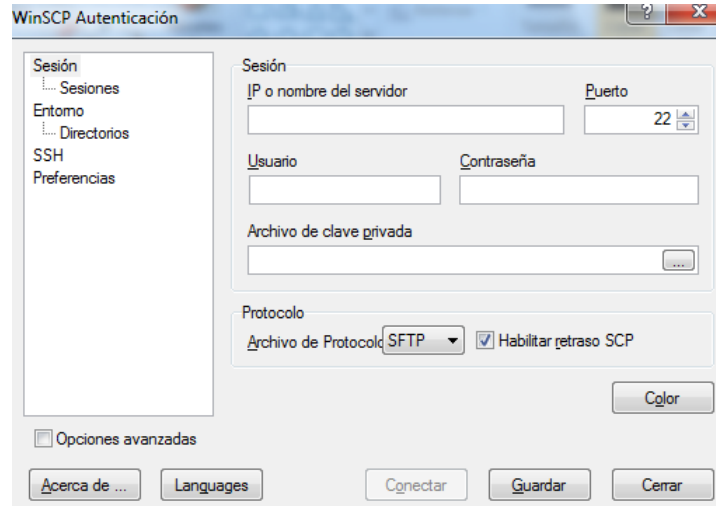 WinSCP Autenticación
?
X
Sesión
Sesiones
Entorno
Directorios
SSH
Preferencias
Sesión
IP o nombre del servidor
Puerto
22
Usuario
Contraseña
Archivo de clave privada
...
Protocolo
Archivo de Protocolo SFTP
Habilitar retraso SCP
Color
Opciones avanzadas
Acerca de ...
Languages
Conectar
Guardar
Cerrar